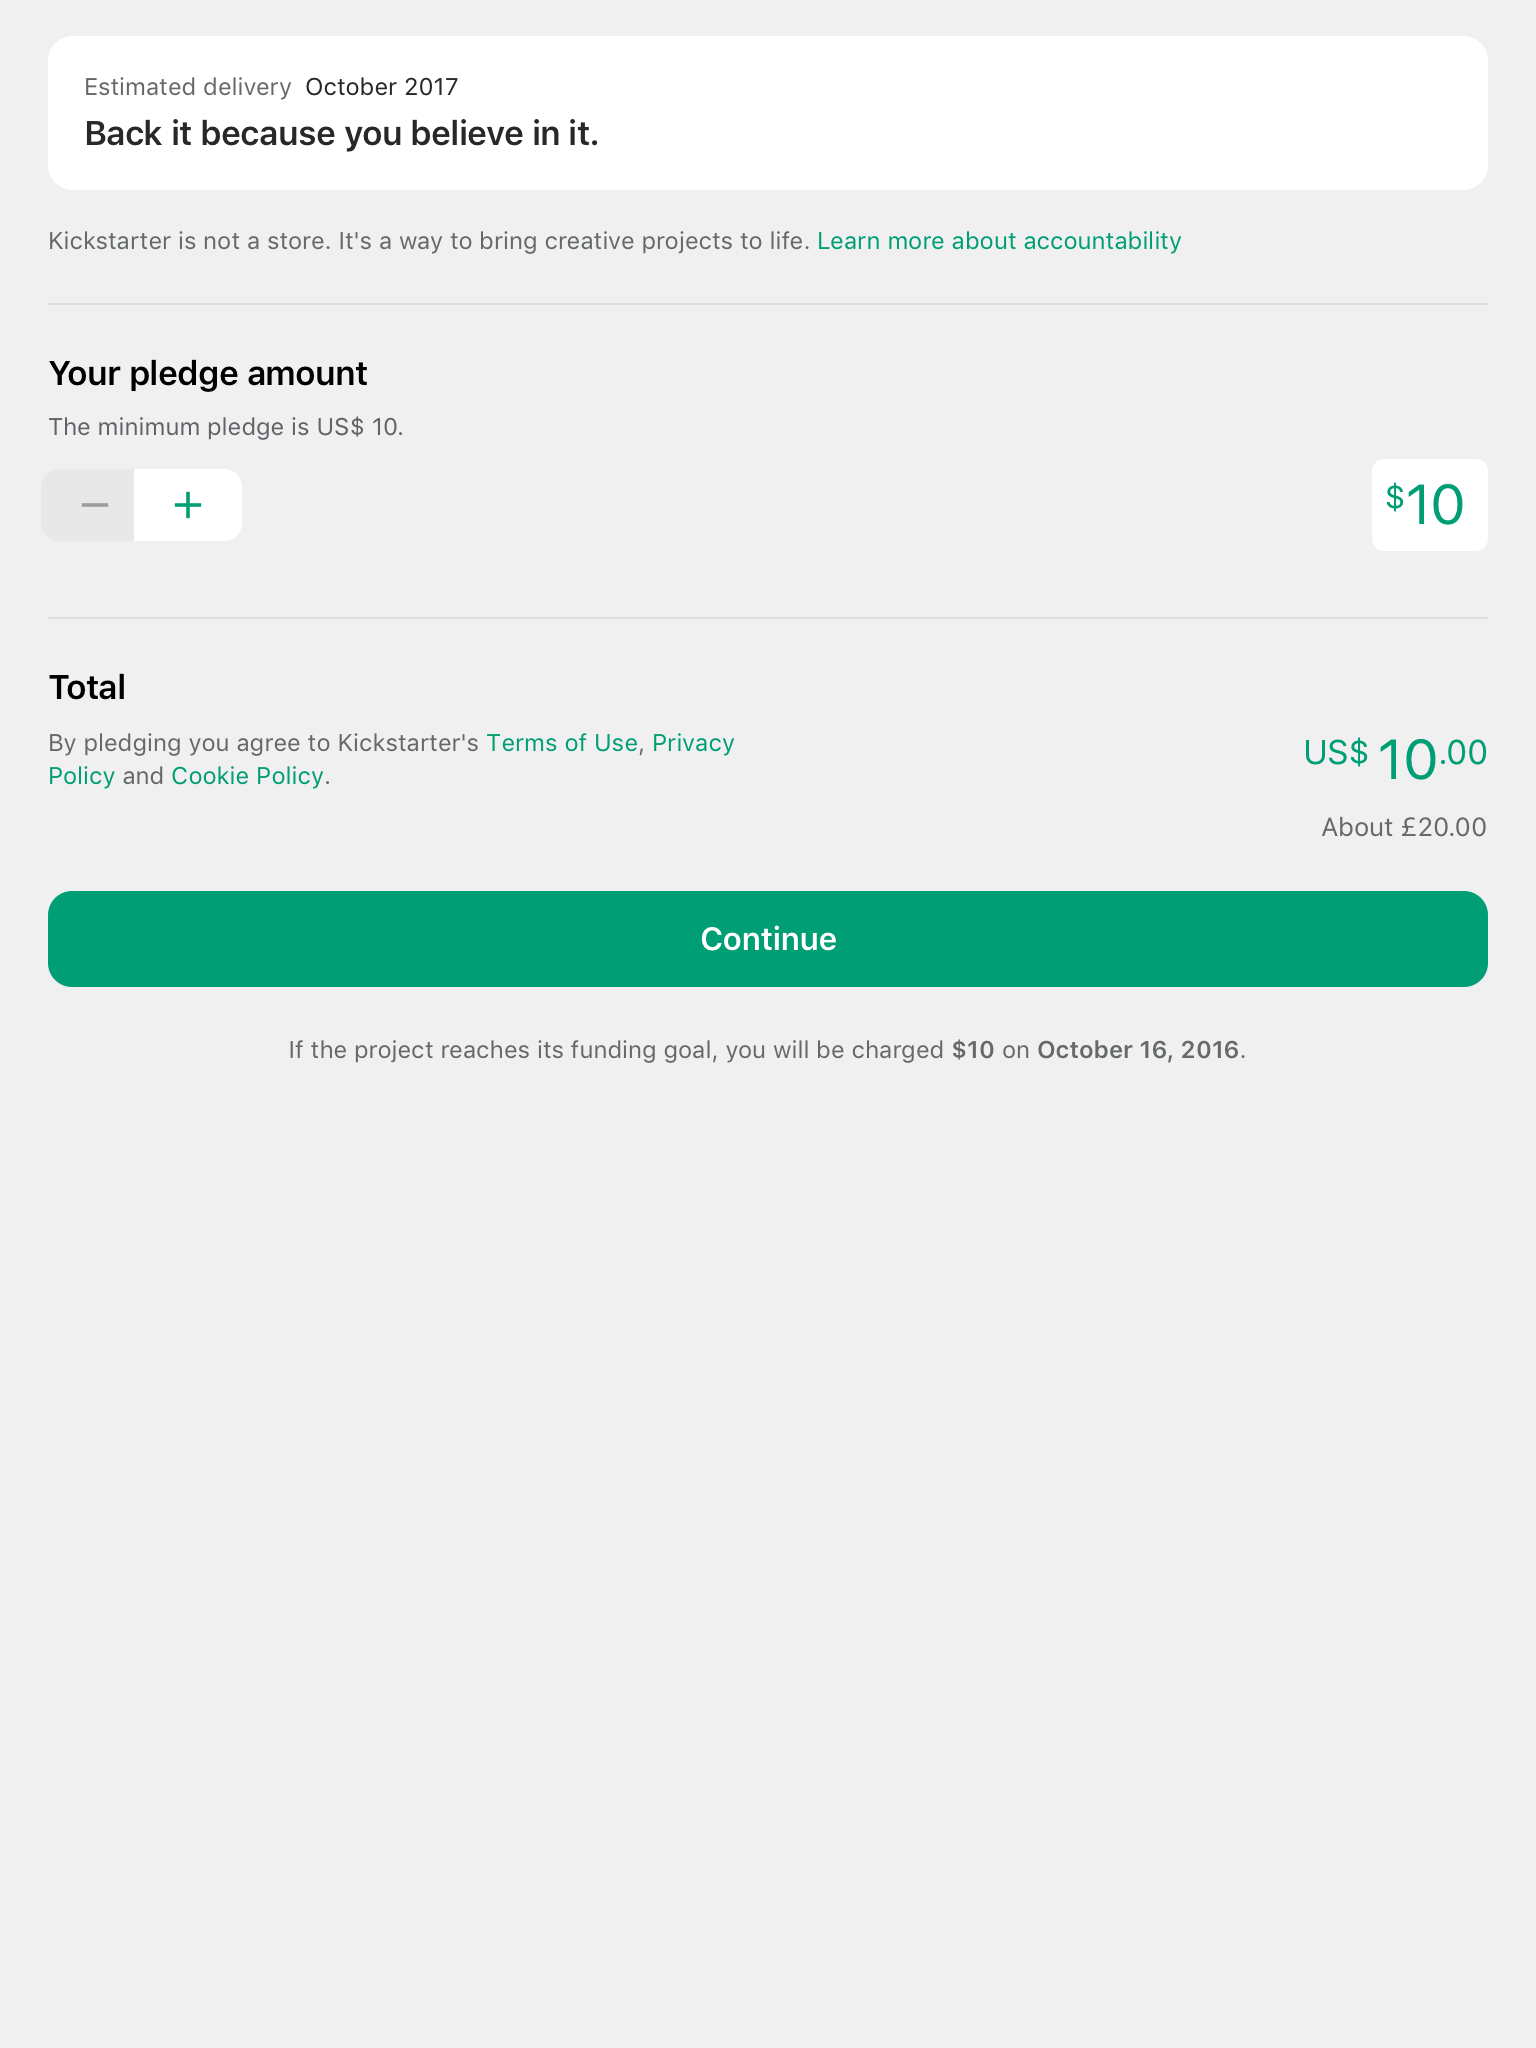 Estimated delivery October 2017
Back it because you believe in it.
Kickstarter is not a store. It's a way to bring creative projects to life. Learn more about accountability
Your pledge amount
The minimum pledge is US$ 10.
− +
$10
Total
By pledging you agree to Kickstarter's Terms of Use, Privacy
Policy and Cookie Policy.
US$ 10.00
About £20.00
Continue
If the project reaches its funding goal, you will be charged $10 on October 16, 2016.